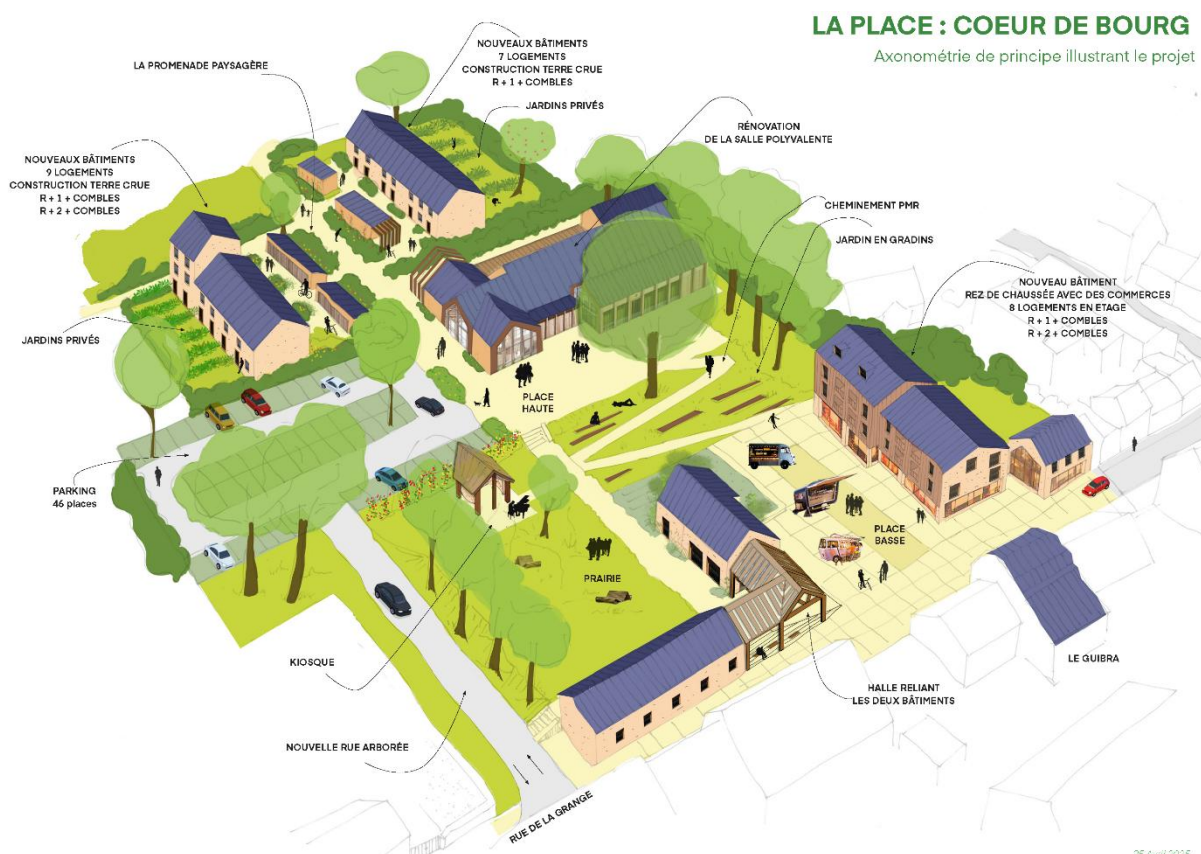 LA PLACE : COEUR DE BOURG
Axonométrie de principe illustrant le projet
NOUVEAUX BÂTIMENTS
7 LOGEMENTS
CONSTRUCTION TERRE CRUE
R + 1 + COMBLES
LA PROMENADE PAYSAGÈRE
JARDINS PRIVÉS
RÉNOVATION
DE LA SALLE POLYVALENTE
NOUVEAUX BÂTIMENTS
9 LOGEMENTS
CONSTRUCTION TERRE CRUE
R + 1 + COMBLES
R + 2 + COMBLES
CHEMINEMENT PMR
JARDIN EN GRADINS
NOUVEAU BÂTIMENT
REZ DE CHAUSSÉE AVEC DES COMMERCES
8 LOGEMENTS EN ETAGE
R + 1 + COMBLES
R + 2 + COMBLES
JARDINS PRIVÉS
PLACE
HAUTE
PARKING
46 places
PLACE
BASSE
PRAIRIE
KIOSQUE
LE GUIBRA
HALLE RELIANT
LES DEUX BÂTIMENTS
NOUVELLE RUE ARBORÉE
RUE DE LA GRANGE